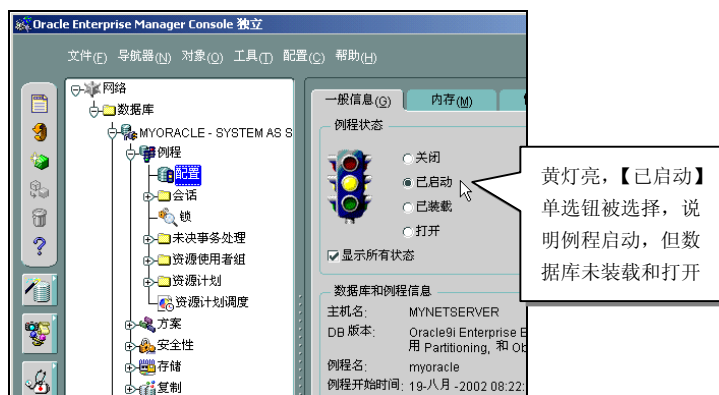 Oracle Enterprise Manager Console 独立
文件(F) 导航器(N) 对象(O) 工具(T) 配置(C) 帮助(H)
网络
数据库
MYORACLE - SYSTEM AS S
例程
配置
会话
锁
未决事务处理
资源使用者组
资源计划
资源计划调度
方案
安全性
存储
复制
一般信息(G)
内存(M)
例程状态
关闭
已启动
已装载
打开
显示所有状态
数据库和例程信息
主机名: MYNETSERVER
DB 版本: Oracle9i Enterprise E
用 Partitioning, 和 Ob
例程名: myoracle
例程开始时间: 19-八月 -2002 08:22:
黄灯亮，【已启动】
单选钮被选择，说
明例程启动，但数
据库未装载和打开